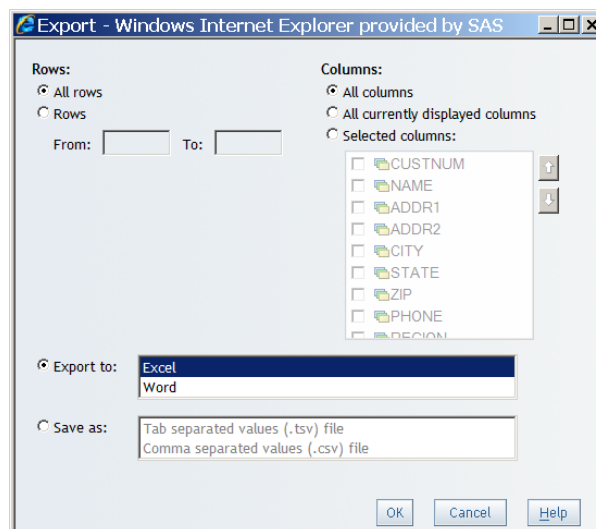 Export - Windows Internet Explorer provided by SAS
Rows:
All rows
Rows
From:
To:
Columns:
All columns
All currently displayed columns
Selected columns:
CUSTNUM
NAME
ADDR1
ADDR2
CITY
STATE
ZIP
PHONE
REGION
Export to:
Excel
Word
Save as:
Tab separated values (.tsv) file
Comma separated values (.csv) file
OK
Cancel
Help